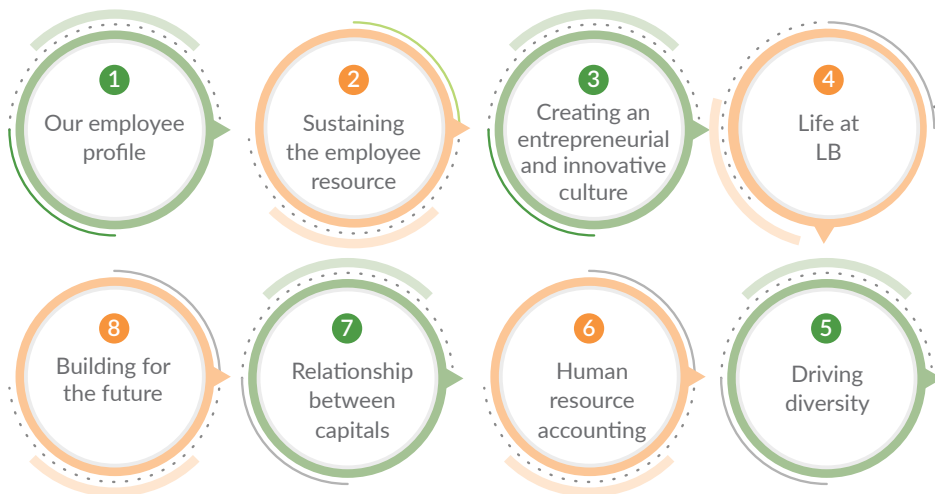 1
Our employee
profile
2
Sustaining
the employee
resource
3
Creating an
entrepreneurial
and innovative
culture
4
Life at
LB
8
Building for
the future
7
Relationship
between
capitals
6
Human
resource
accounting
5
Driving
diversity